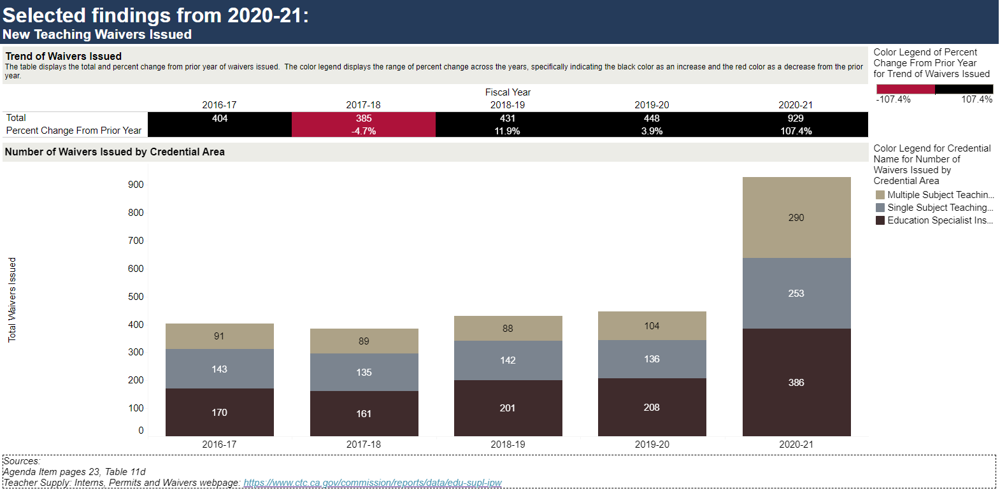 Selected findings from 2020-21:
New Teaching Waivers Issued
Trend of Waivers Issued
The table displays the total and percent change from prior year of waivers issued.  The color legend displays the range of percent change across the years, specifically indicating the black color as an increase and the red color as a decrease from the prior
year.
Color Legend of Percent
Change From Prior Year
for Trend of Waivers Issued
-107.4% 107.4%
Fiscal Year
2016-17 2017-18 2018-19 2019-20 2020-21
Total 404 385 431 448 929
Percent Change From Prior Year -4.7% 11.9% 3.9% 107.4%
Number of Waivers Issued by Credential Area
Color Legend for Credential
Name for Number of
Waivers Issued by
Credential Area
Multiple Subject Teachin...
Single Subject Teaching...
Education Specialist Ins...
Total Waivers Issued
900
800
700
600
500
400
300
200
100
0
91 89 88 104 290
143 135 142 136 253
170 161 201 208 386
2016-17 2017-18 2018-19 2019-20 2020-21
Sources:
Agenda Item pages 23, Table 11d
Teacher Supply: Interns, Permits and Waivers webpage: https://www.ctc.ca.gov/commission/reports/data/edu-supl-ipw